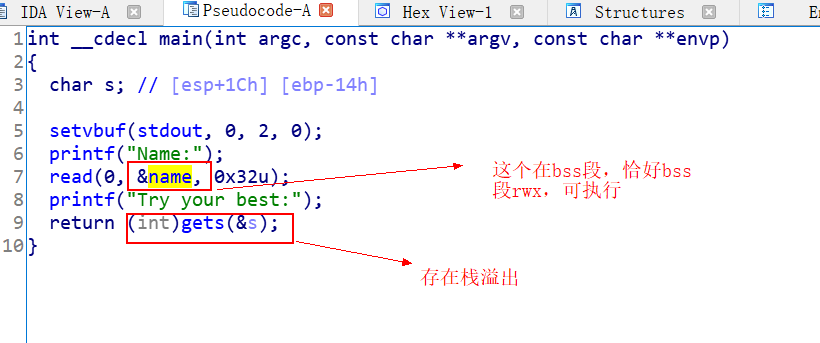 IDA View-A Pseudocode-A Hex View-1 Structures En
1 int __cdecl main(int argc, const char **argv, const char **envp)
2 {
3 char s; // [esp+1Ch] [ebp-14h]
4
5 setvbuf(stdout, 0, 2, 0);
6 printf("Name:");
7 read(0, &name, 0x32u);
8 printf("Try your best:");
9 return (int)gets(&s);
10 }
这个在bss段，恰好bss
段rwx，可执行
存在栈溢出